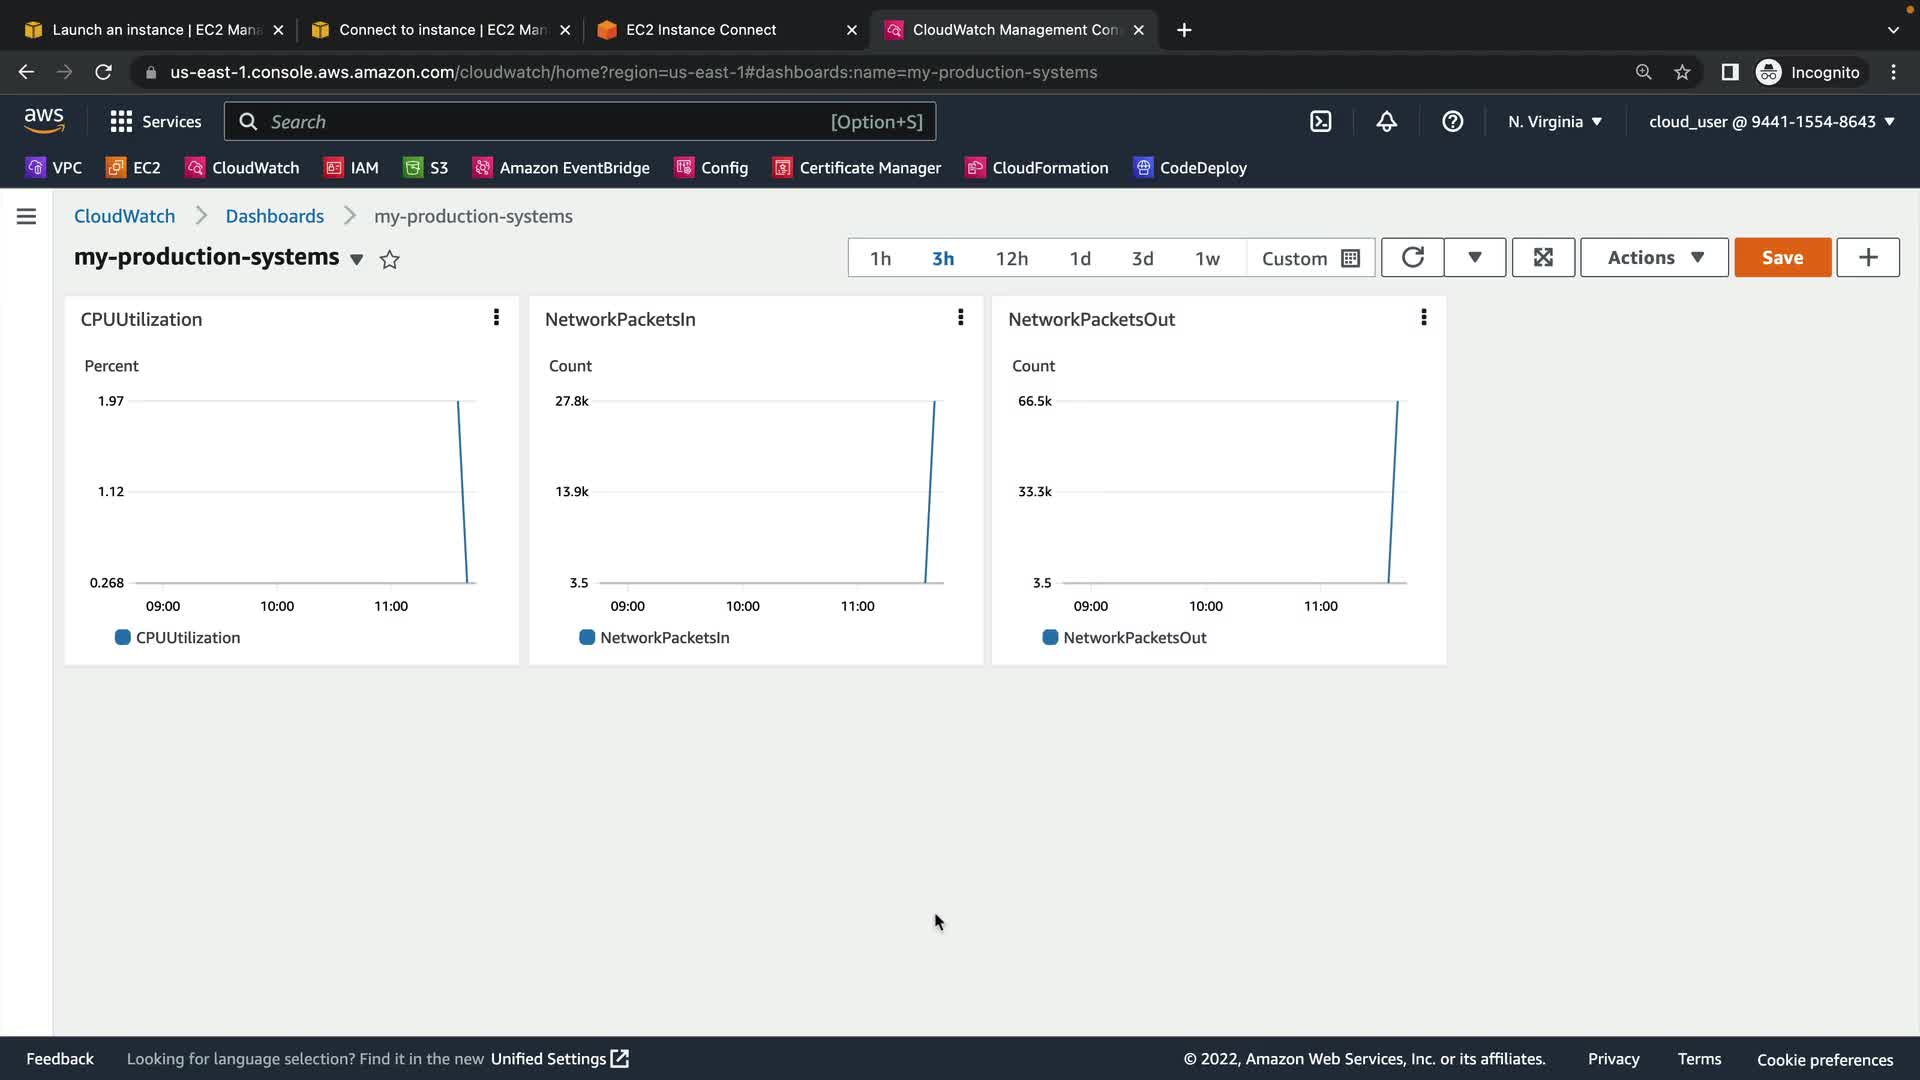 Launch an instance | EC2 Mana
Connect to instance | EC2 Man
EC2 Instance Connect
CloudWatch Management Con
us-east-1.console.aws.amazon.com/cloudwatch/home?region=us-east-1#dashboards:name=my-production-systems
Incognito
aws
Services
Search
[Option+S]
N. Virginia
cloud_user @ 9441-1554-8643
VPC
EC2
CloudWatch
IAM
S3
Amazon EventBridge
Config
Certificate Manager
CloudFormation
CodeDeploy
CloudWatch
Dashboards
my-production-systems
my-production-systems
1h
3h
12h
1d
3d
1w
Custom
Actions
Save
CPUUtilization
Percent
1.97
1.12
0.268
09:00
10:00
11:00
CPUUtilization
NetworkPacketsIn
Count
27.8k
13.9k
3.5
09:00
10:00
11:00
NetworkPacketsIn
NetworkPacketsOut
Count
66.5k
33.3k
3.5
09:00
10:00
11:00
NetworkPacketsOut
Feedback
Looking for language selection? Find it in the new Unified Settings
© 2022, Amazon Web Services, Inc. or its affiliates.
Privacy
Terms
Cookie preferences